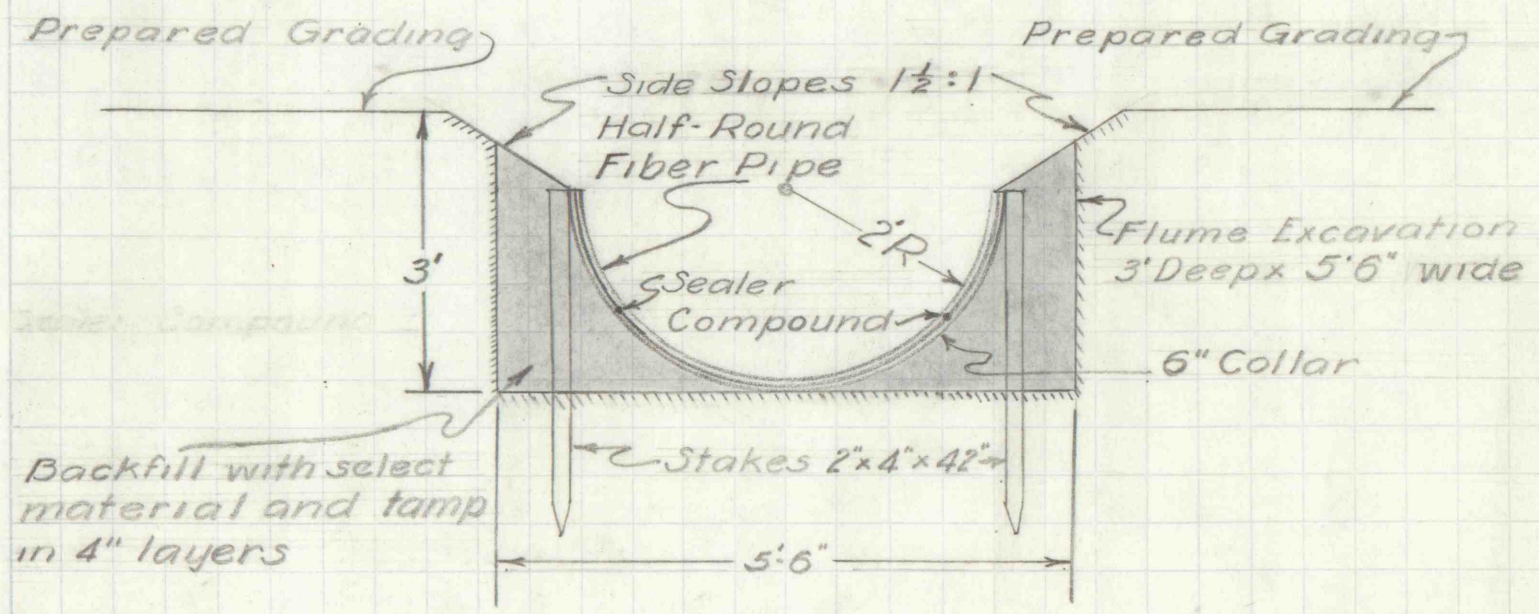 Prepared Grading
Prepared Grading
Side Slopes 1½:1
Half-Round
Fiber Pipe
2'R
Flume Excavation
3'Deep x 5'6" wide
3'
Sealer
Compound
Sealer Compound
6" Collar
Stakes 2"x4"x42"
Backfill with select
material and tamp
in 4" layers
5'-6"